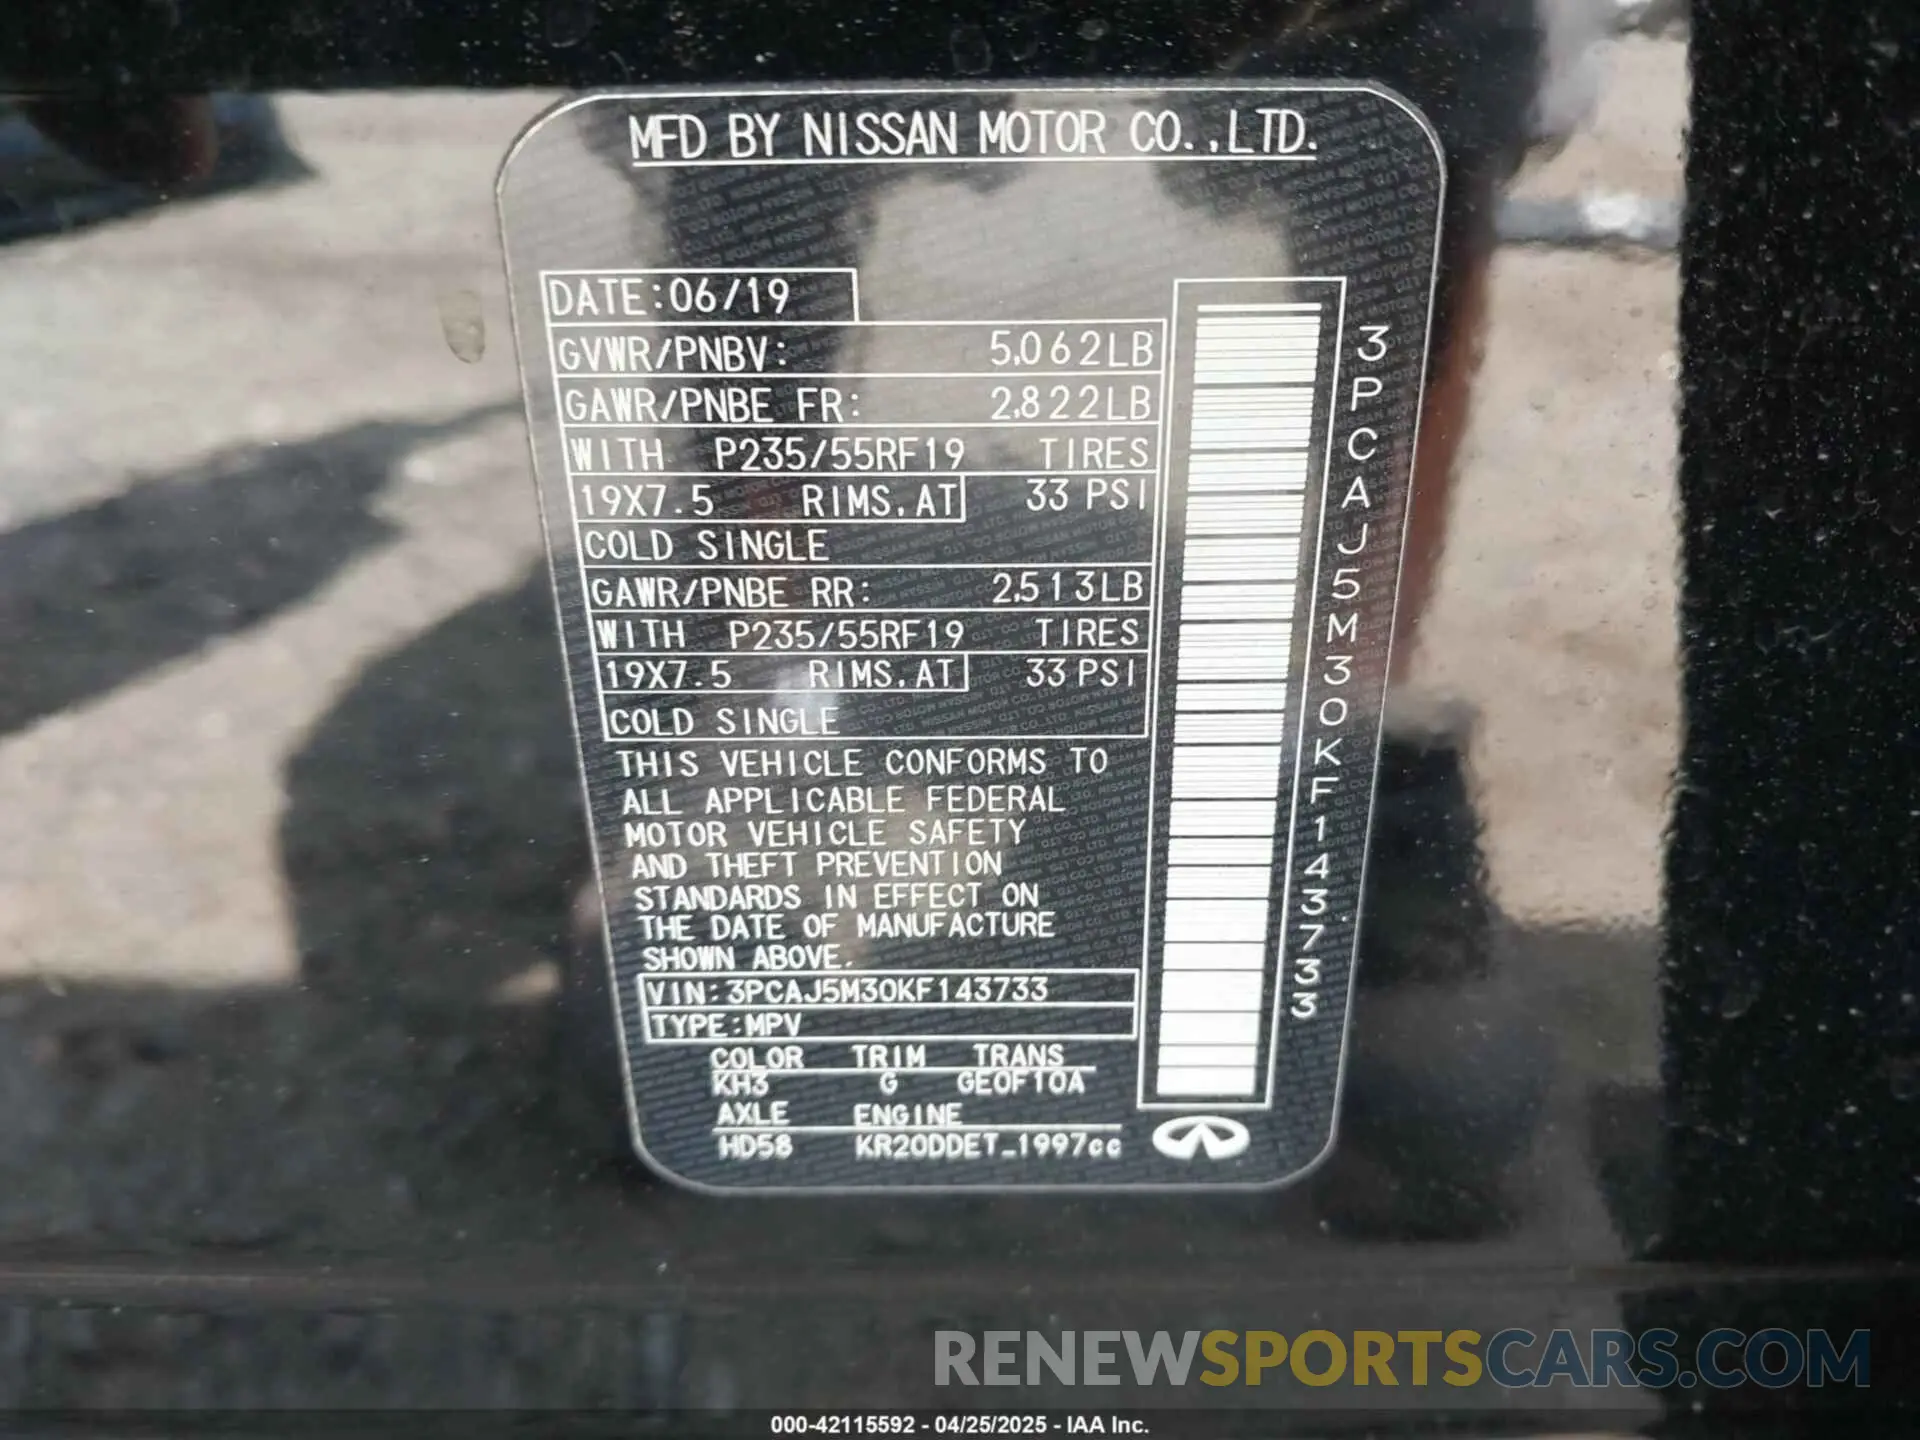 MFD BY NISSAN MOTOR CO.,LTD.
DATE:06/19
GVWR/PNBV: 5,062LB
GAWR/PNBE FR: 2,822LB
WITH P235/55RF19 TIRES
19X7.5 RIMS.AT 33 PSI
COLD SINGLE
GAWR/PNBE RR: 2,513LB
WITH P235/55RF19 TIRES
19X7.5 RIMS.AT 33 PSI
COLD SINGLE
THIS VEHICLE CONFORMS TO
ALL APPLICABLE FEDERAL
MOTOR VEHICLE SAFETY
AND THEFT PREVENTION
STANDARDS IN EFFECT ON
THE DATE OF MANUFACTURE
SHOWN ABOVE.
VIN:3PCAJ5M30KF143733
TYPE:MPV
COLOR TRIM TRANS
KH3 G GE0F10A
AXLE ENGINE
HD58 KR20DDET_1997cc
3PCAJ5M30KF143733
RENEWSPORTSCARS.COM
000-42115592 - 04/25/2025 - IAA Inc.